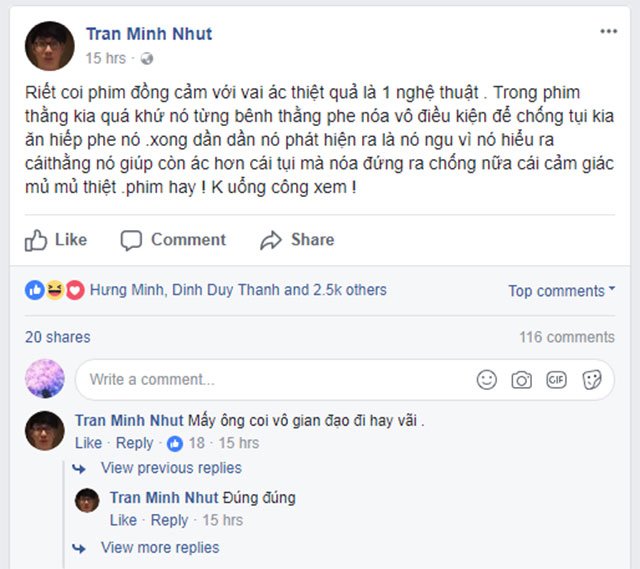 Tran Minh Nhut
15 hrs ·
Riết coi phim đồng cảm với vai ác thiệt quả là 1 nghệ thuật . Trong phim
thằng kia quá khứ nó từng bênh thằng phe nóa vô điều kiện để chống tụi kia
ăn hiếp phe nó .xong dần dần nó phát hiện ra là nó ngu vì nó hiểu ra
cáithằng nó giúp còn ác hơn cái tụi mà nóa đứng ra chống nữa cái cảm giác
mủ mủ thiệt .phim hay ! K uổng công xem !
Like Comment Share
Hưng Minh, Dinh Duy Thanh and 2.5k others Top comments
20 shares 116 comments
Write a comment... GIF
Tran Minh Nhut Mấy ông coi vô gian đạo đi hay vãi .
Like · Reply · 18 · 15 hrs
View previous replies
Tran Minh Nhut Đúng đúng
Like · Reply · 15 hrs
View more replies